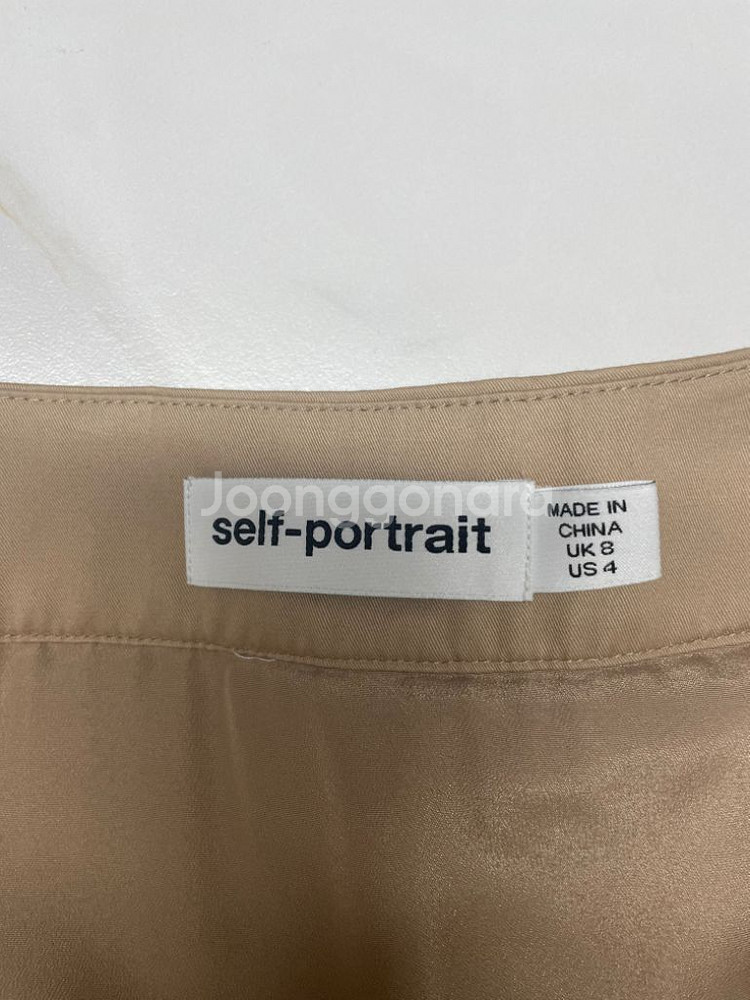 Joonggonara
self-portrait
MADE IN
CHINA
UK 8
US 4